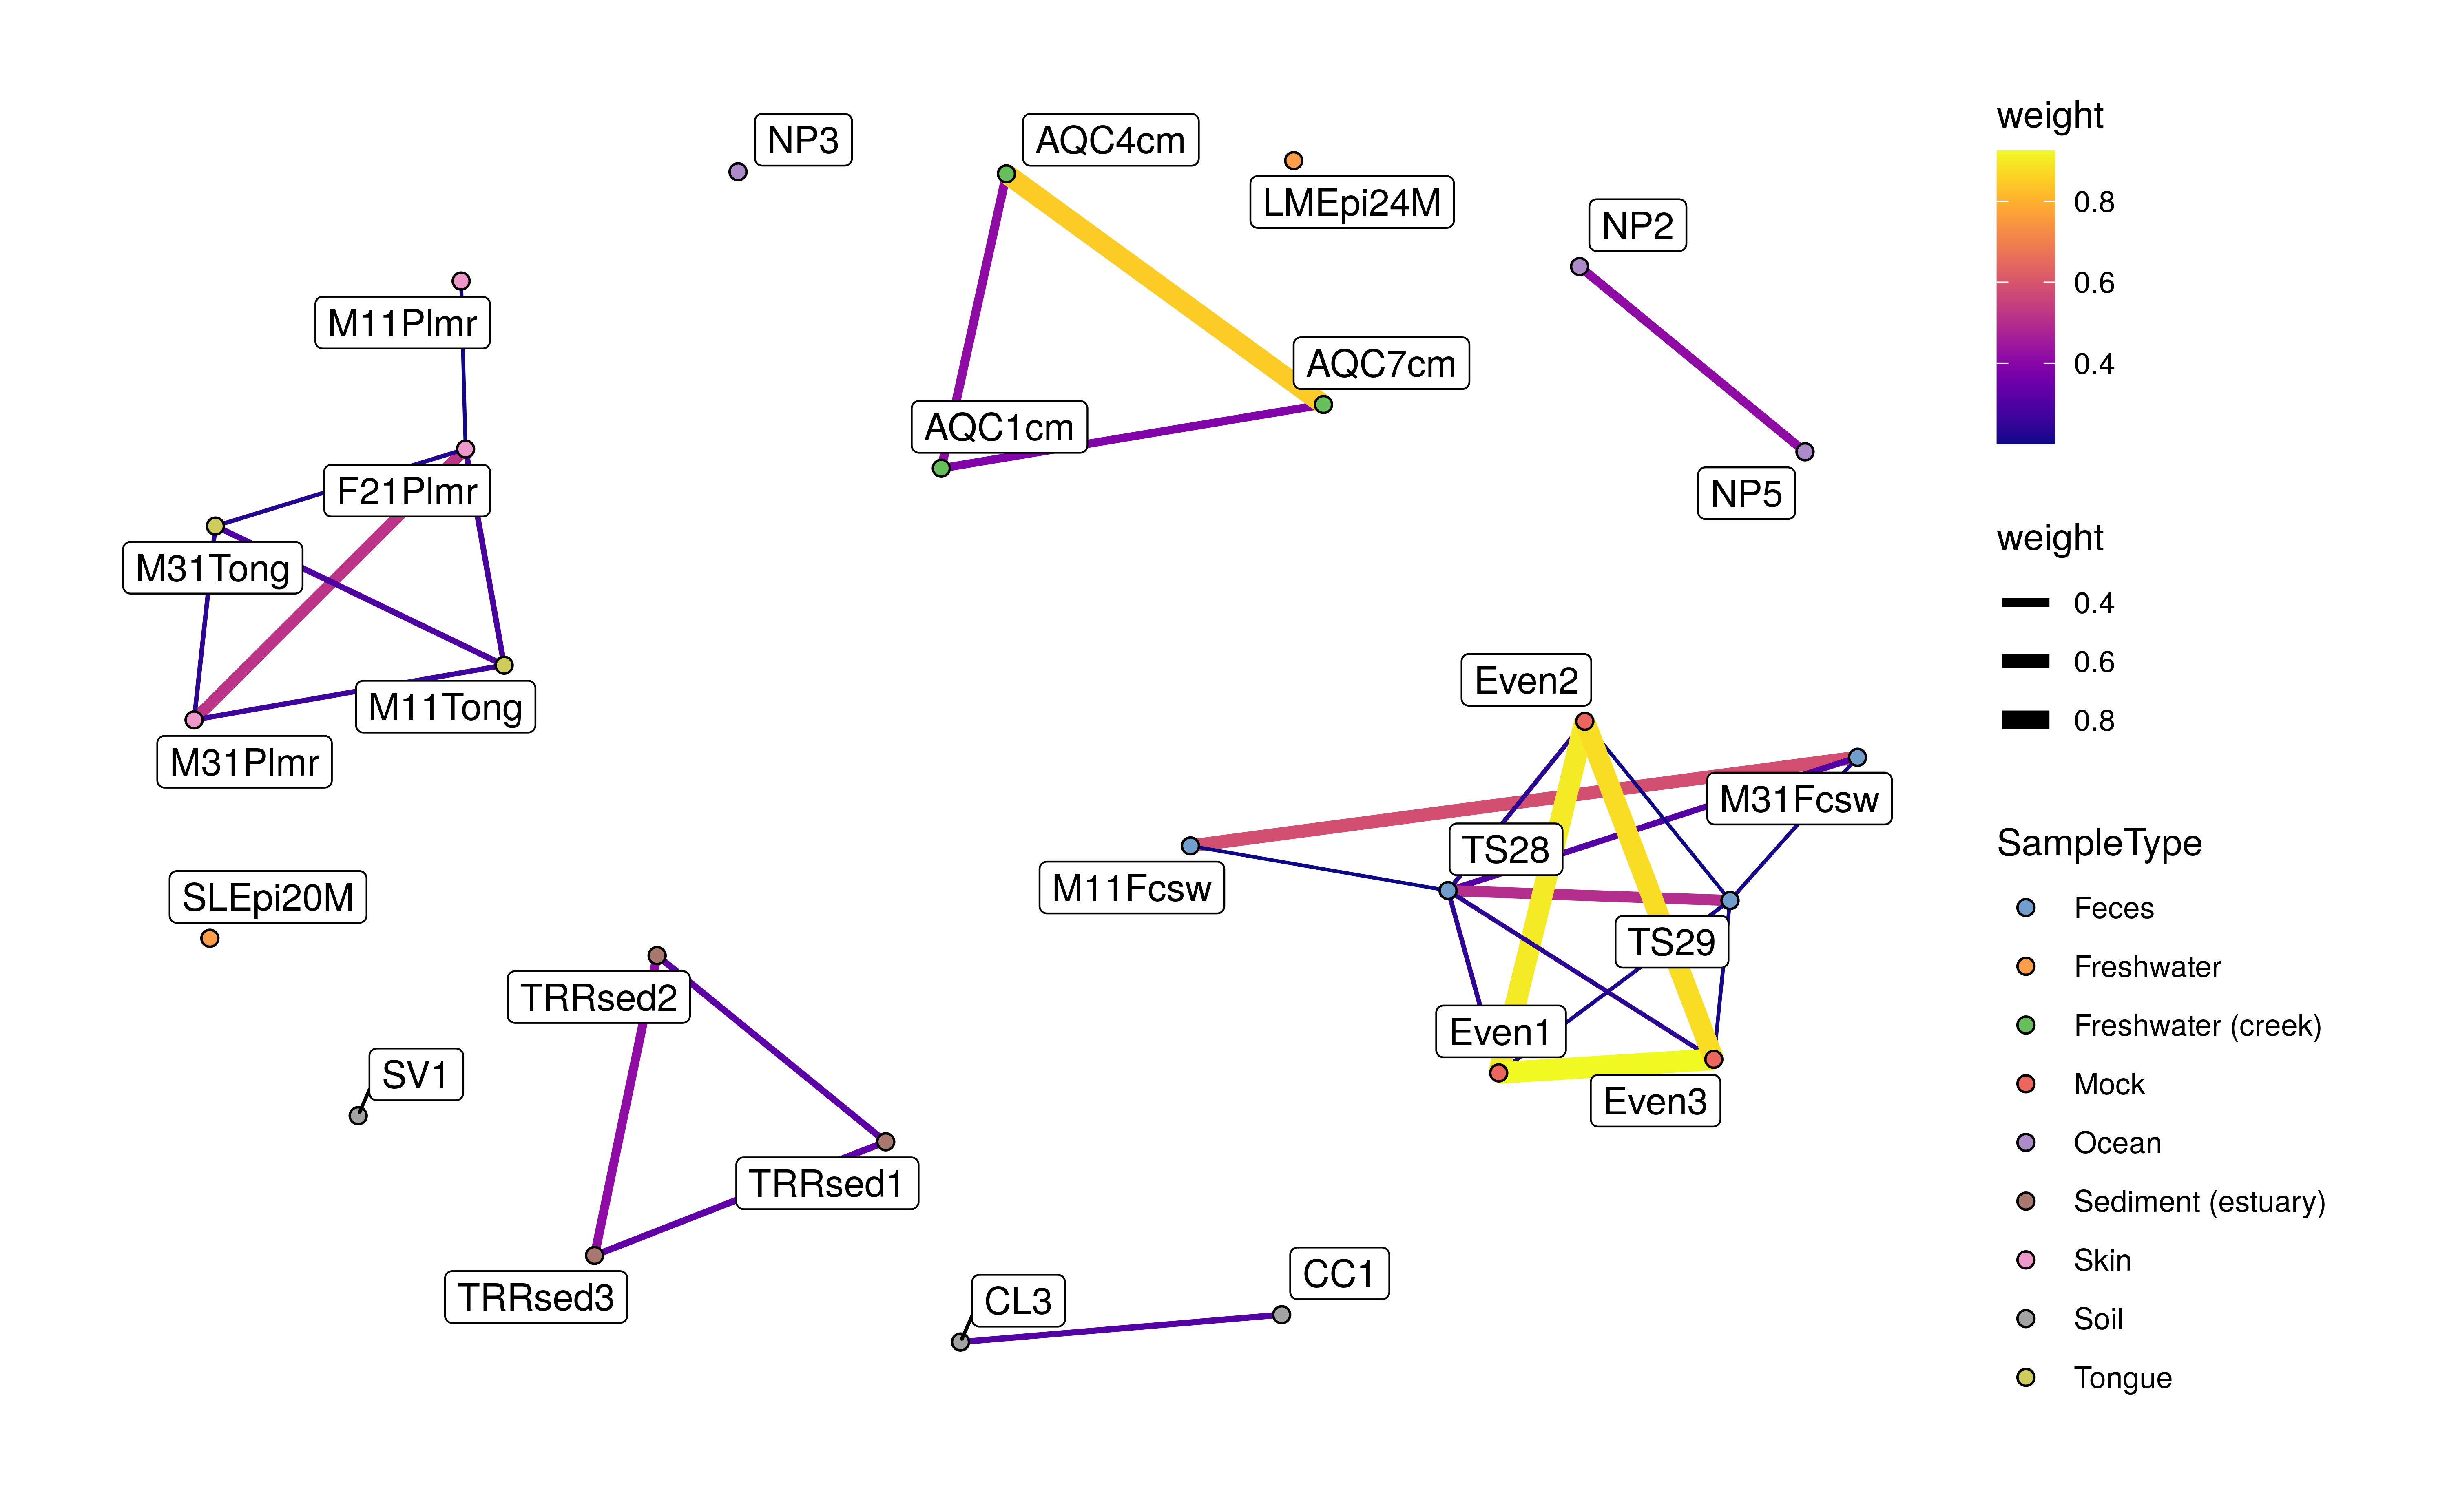 NP3
AQC4cm
LMEpi24M
NP2
M11Plmr
AQC7cm
AQC1cm
F21Plmr
NP5
M31Tong
M11Tong
M31Plmr
Even2
M31Fcsw
TS28
M11Fcsw
SLEpi20M
TS29
TRRsed2
Even1
SV1
Even3
TRRsed1
TRRsed3
CL3
CC1
weight
0.8
0.6
0.4
weight
0.4
0.6
0.8
SampleType
Feces
Freshwater
Freshwater (creek)
Mock
Ocean
Sediment (estuary)
Skin
Soil
Tongue